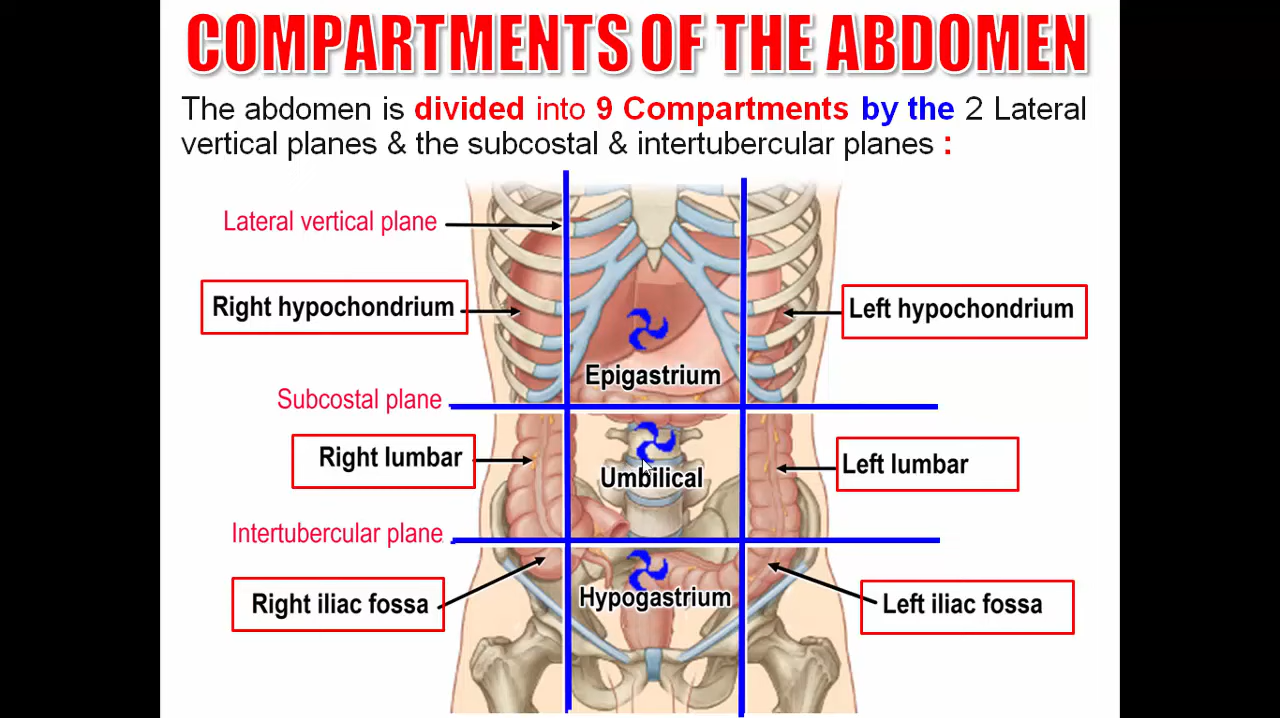 COMPARTMENTS OF THE ABDOMEN
The abdomen is divided into 9 Compartments by the 2 Lateral
vertical planes & the subcostal & intertubercular planes :
Lateral vertical plane
Right hypochondrium
Left hypochondrium
Epigastrium
Subcostal plane
Right lumbar
Left lumbar
Umbilical
Intertubercular plane
Right iliac fossa
Hypogastrium
Left iliac fossa